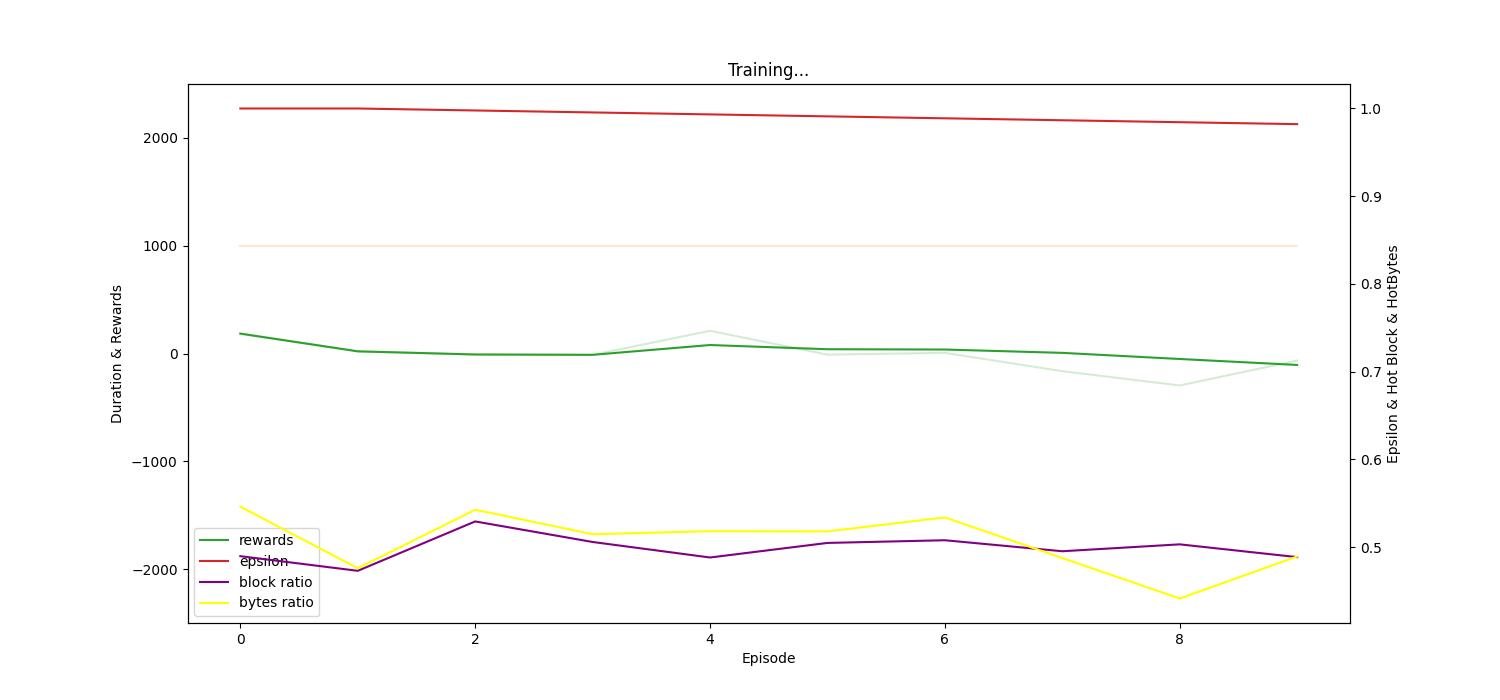 Training...
2000
1000
0
−1000
−2000
Duration & Rewards
1.0
0.9
0.8
0.7
0.6
0.5
Epsilon & Hot Block & HotBytes
rewards
epsilon
block ratio
bytes ratio
0 2 4 6 8
Episode